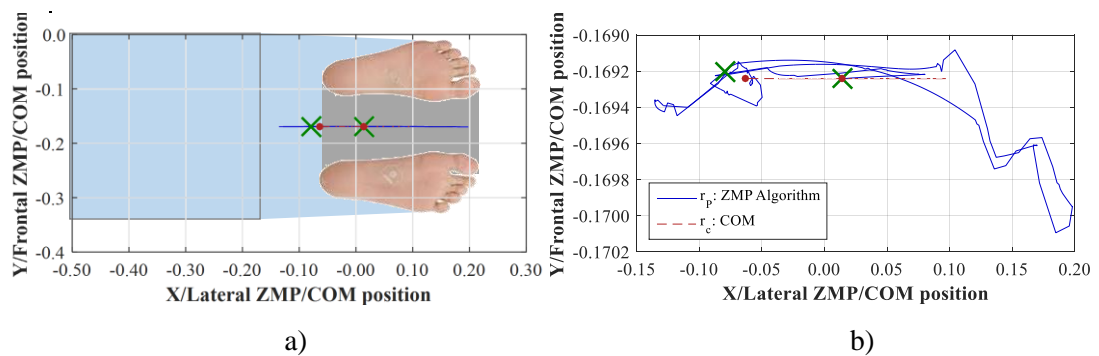 Y/Frontal ZMP/COM position
0.0
-0.1
-0.2
-0.3
-0.4
-0.50 -0.40 -0.30 -0.20 -0.10 -0.00 0.10 0.20 0.30
X/Lateral ZMP/COM position
a)
Y/Frontal ZMP/COM position
-0.1690
-0.1692
-0.1694
-0.1696
-0.1698
-0.1700
-0.1702
r_P: ZMP Algorithm
r_c: COM
-0.15 -0.10 -0.05 0.00 0.05 0.10 0.15 0.20
X/Lateral ZMP/COM position
b)